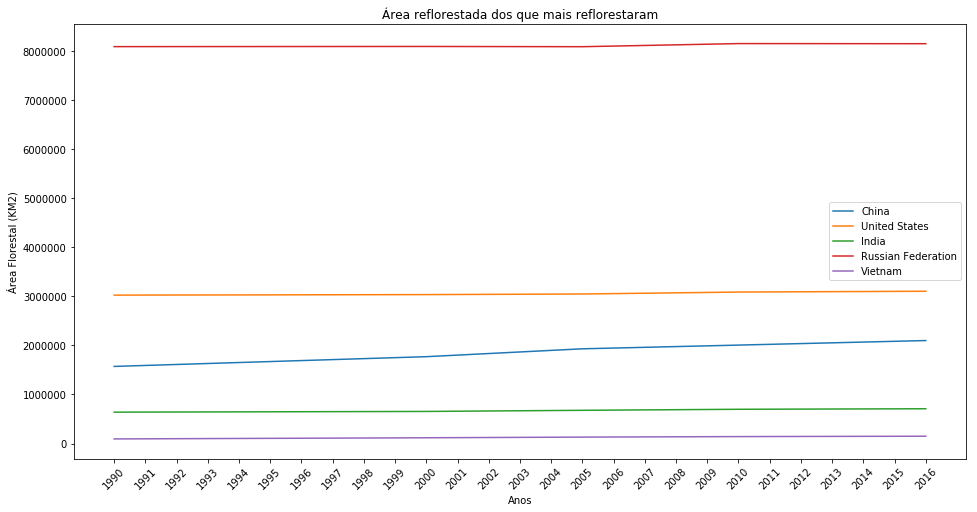 Área reflorestada dos que mais reflorestaram
8000000
7000000
6000000
5000000
4000000
3000000
2000000
1000000
0
Área Florestal (KM2)
China
United States
India
Russian Federation
Vietnam
1990 1991 1992 1993 1994 1995 1996 1997 1998 1999 2000 2001 2002 2003 2004 2005 2006 2007 2008 2009 2010 2011 2012 2013 2014 2015 2016
Anos